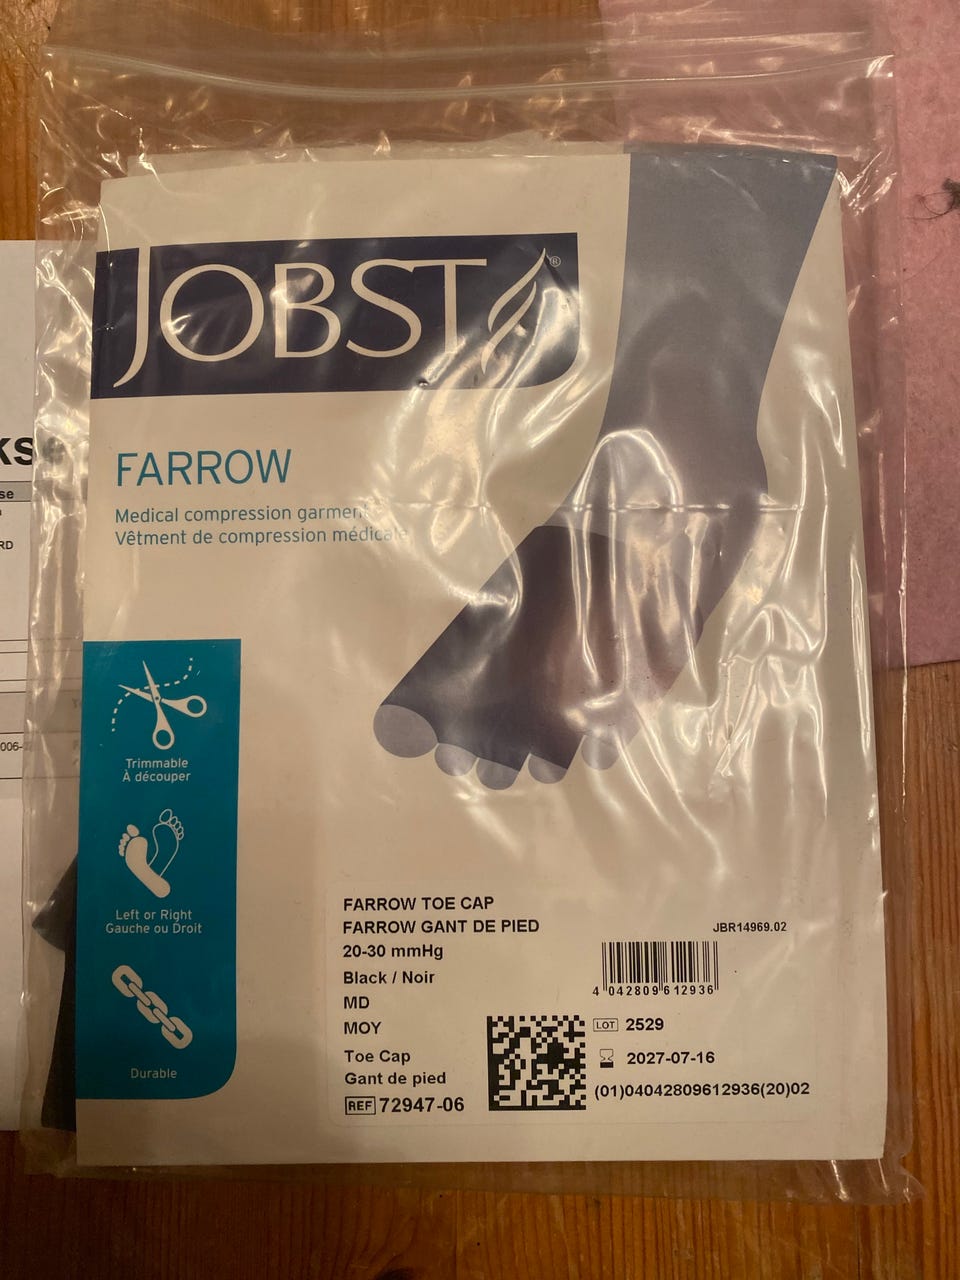 JOBST®
FARROW
Medical compression garment
Vêtment de compression médicale
Trimmable
À découper
Left or Right
Gauche ou Droit
Durable
FARROW TOE CAP
FARROW GANT DE PIED
20-30 mmHg
Black / Noir
MD
MOY
Toe Cap
Gant de pied
REF 72947-06
JBR14969.02
4 042809 612936
LOT 2529
2027-07-16
(01)04042809612936(20)02